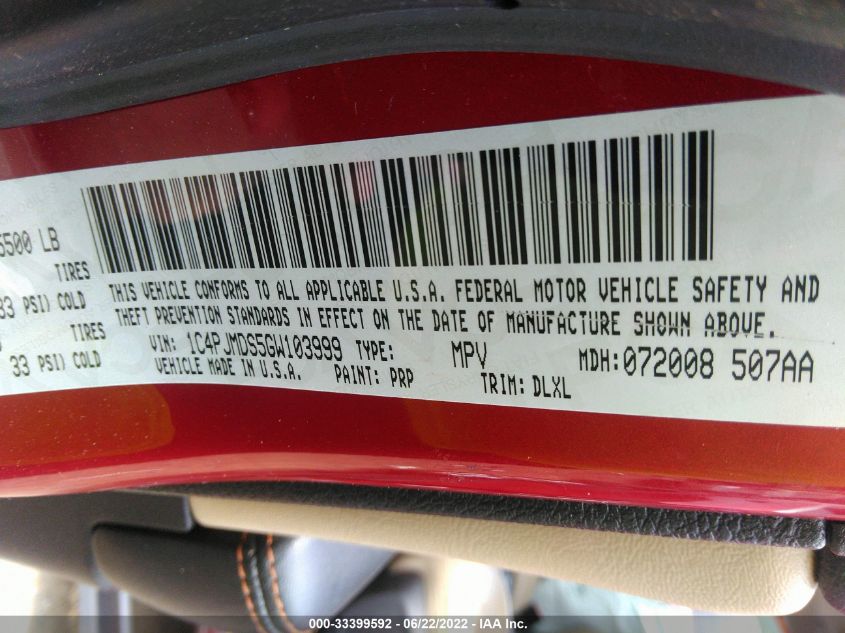 6500 LB
TIRES
33 PSI) COLD
TIRES
33 PSI) COLD
THIS VEHICLE CONFORMS TO ALL APPLICABLE U.S.A. FEDERAL MOTOR VEHICLE SAFETY AND
THEFT PREVENTION STANDARDS IN EFFECT ON THE DATE OF MANUFACTURE SHOWN ABOVE.
VIN: 1C4PJMDS5GW103999 TYPE: MPV MDH:072008 507AA
VEHICLE MADE IN U.S.A. PAINT: PRP TRIM: DLXL
000-33399592 - 06/22/2022 - IAA Inc.